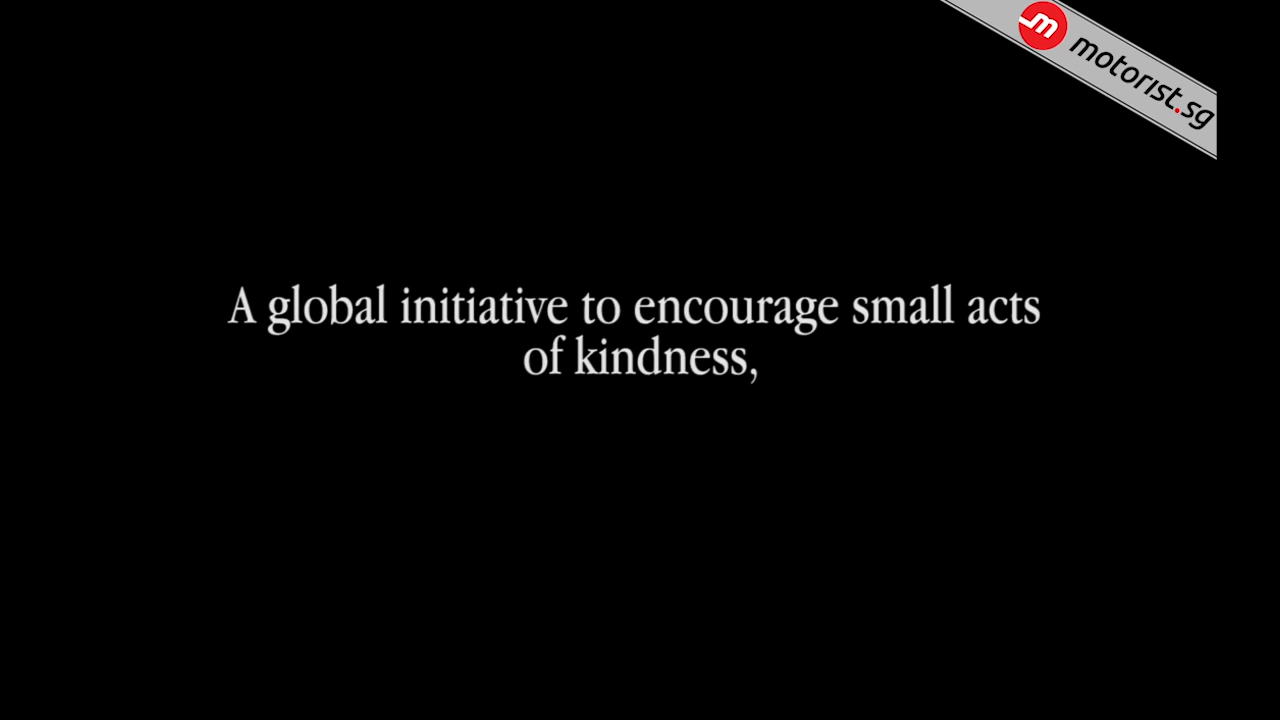 motorist.sg
A global initiative to encourage small acts
of kindness,